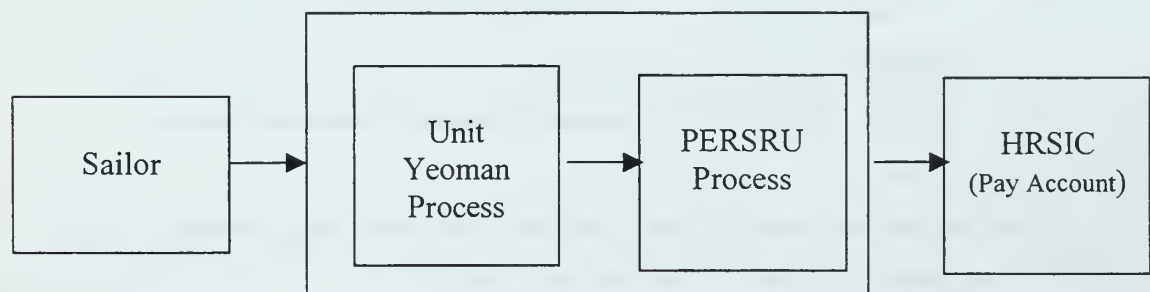 Sailor
Unit
Yeoman
Process
PERSRU
Process
HRSIC
(Pay Account)